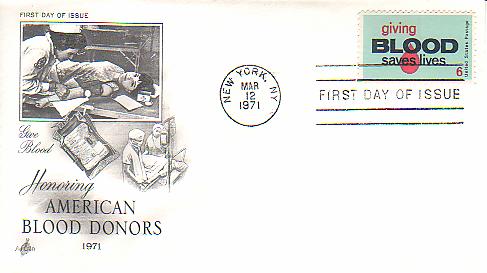 FIRST DAY OF ISSUE
Give
Blood
Honoring
AMERICAN
BLOOD DONORS
1971
NEW YORK, NY
MAR
12
1971
giving
BLOOD
saves lives
6
United States Postage
FIRST DAY OF ISSUE